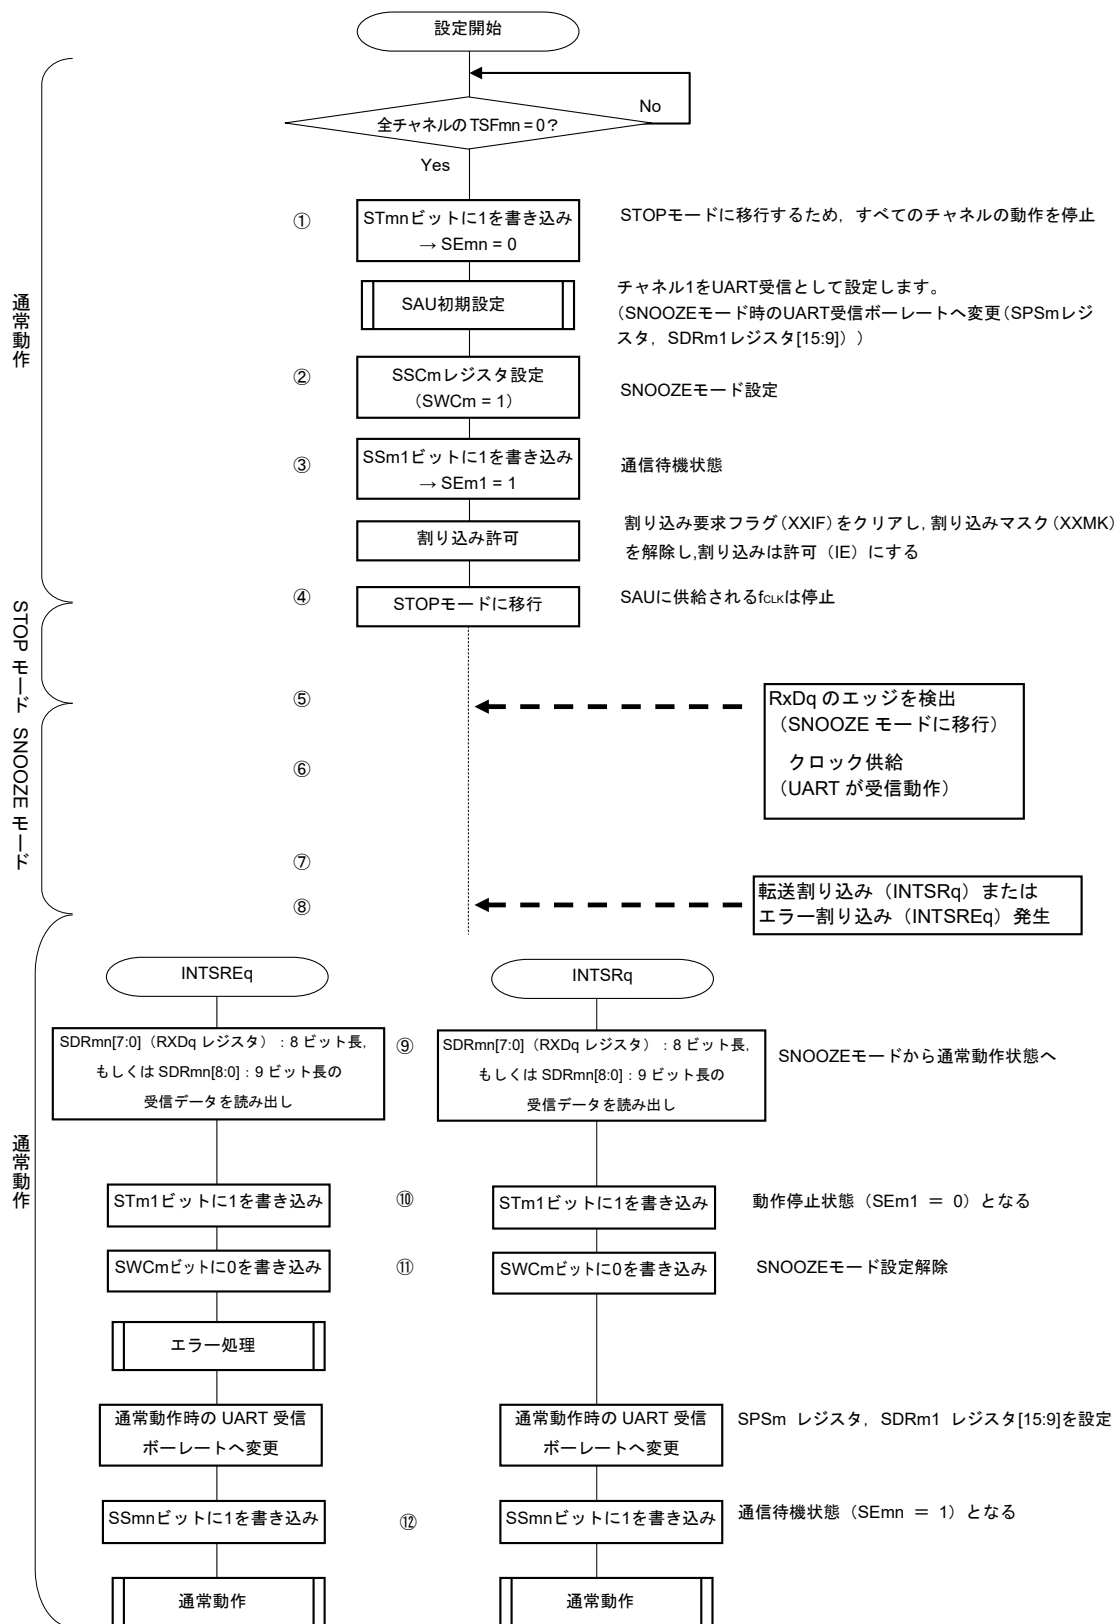 設定開始
No
全チャネルの TSFmn = 0？
Yes
①
STmnビットに1を書き込み
→ SEmn = 0
STOPモードに移行するため，すべてのチャネルの動作を停止
通常動作
SAU初期設定
チャネル1をUART受信として設定します。
（SNOOZEモード時のUART受信ボーレートへ変更（SPSmレジ
スタ，SDRm1レジスタ[15:9]））
②
SSCmレジスタ設定
（SWCm = 1）
SNOOZEモード設定
③
SSm1ビットに1を書き込み
→ SEm1 = 1
通信待機状態
割り込み許可
割り込み要求フラグ（XXIF）をクリアし，割り込みマスク（XXMK）
を解除し,割り込みは許可（IE）にする
④
STOPモードに移行
SAUに供給されるfCLKは停止
STOP モード
⑤
RxDq のエッジを検出
（SNOOZE モードに移行）
クロック供給
（UART が受信動作）
SNOOZE モード
⑥
⑦
⑧
転送割り込み（INTSRq）または
エラー割り込み（INTSREq）発生
INTSREq
INTSRq
SDRmn[7:0]（RXDq レジスタ）：8 ビット長,
もしくは SDRmn[8:0]：9 ビット長の
受信データを読み出し
⑨
SDRmn[7:0]（RXDq レジスタ）：8 ビット長,
もしくは SDRmn[8:0]：9 ビット長の
受信データを読み出し
SNOOZEモードから通常動作状態へ
通常動作
STm1ビットに1を書き込み
⑩
STm1ビットに1を書き込み
動作停止状態（SEm1 ＝ 0）となる
SWCmビットに0を書き込み
⑪
SWCmビットに0を書き込み
SNOOZEモード設定解除
エラー処理
通常動作時の UART 受信
ボーレートへ変更
通常動作時の UART 受信
ボーレートへ変更
SPSm レジスタ，SDRm1 レジスタ[15:9]を設定
SSmnビットに1を書き込み
⑫
SSmnビットに1を書き込み
通信待機状態（SEmn ＝ 1）となる
通常動作
通常動作